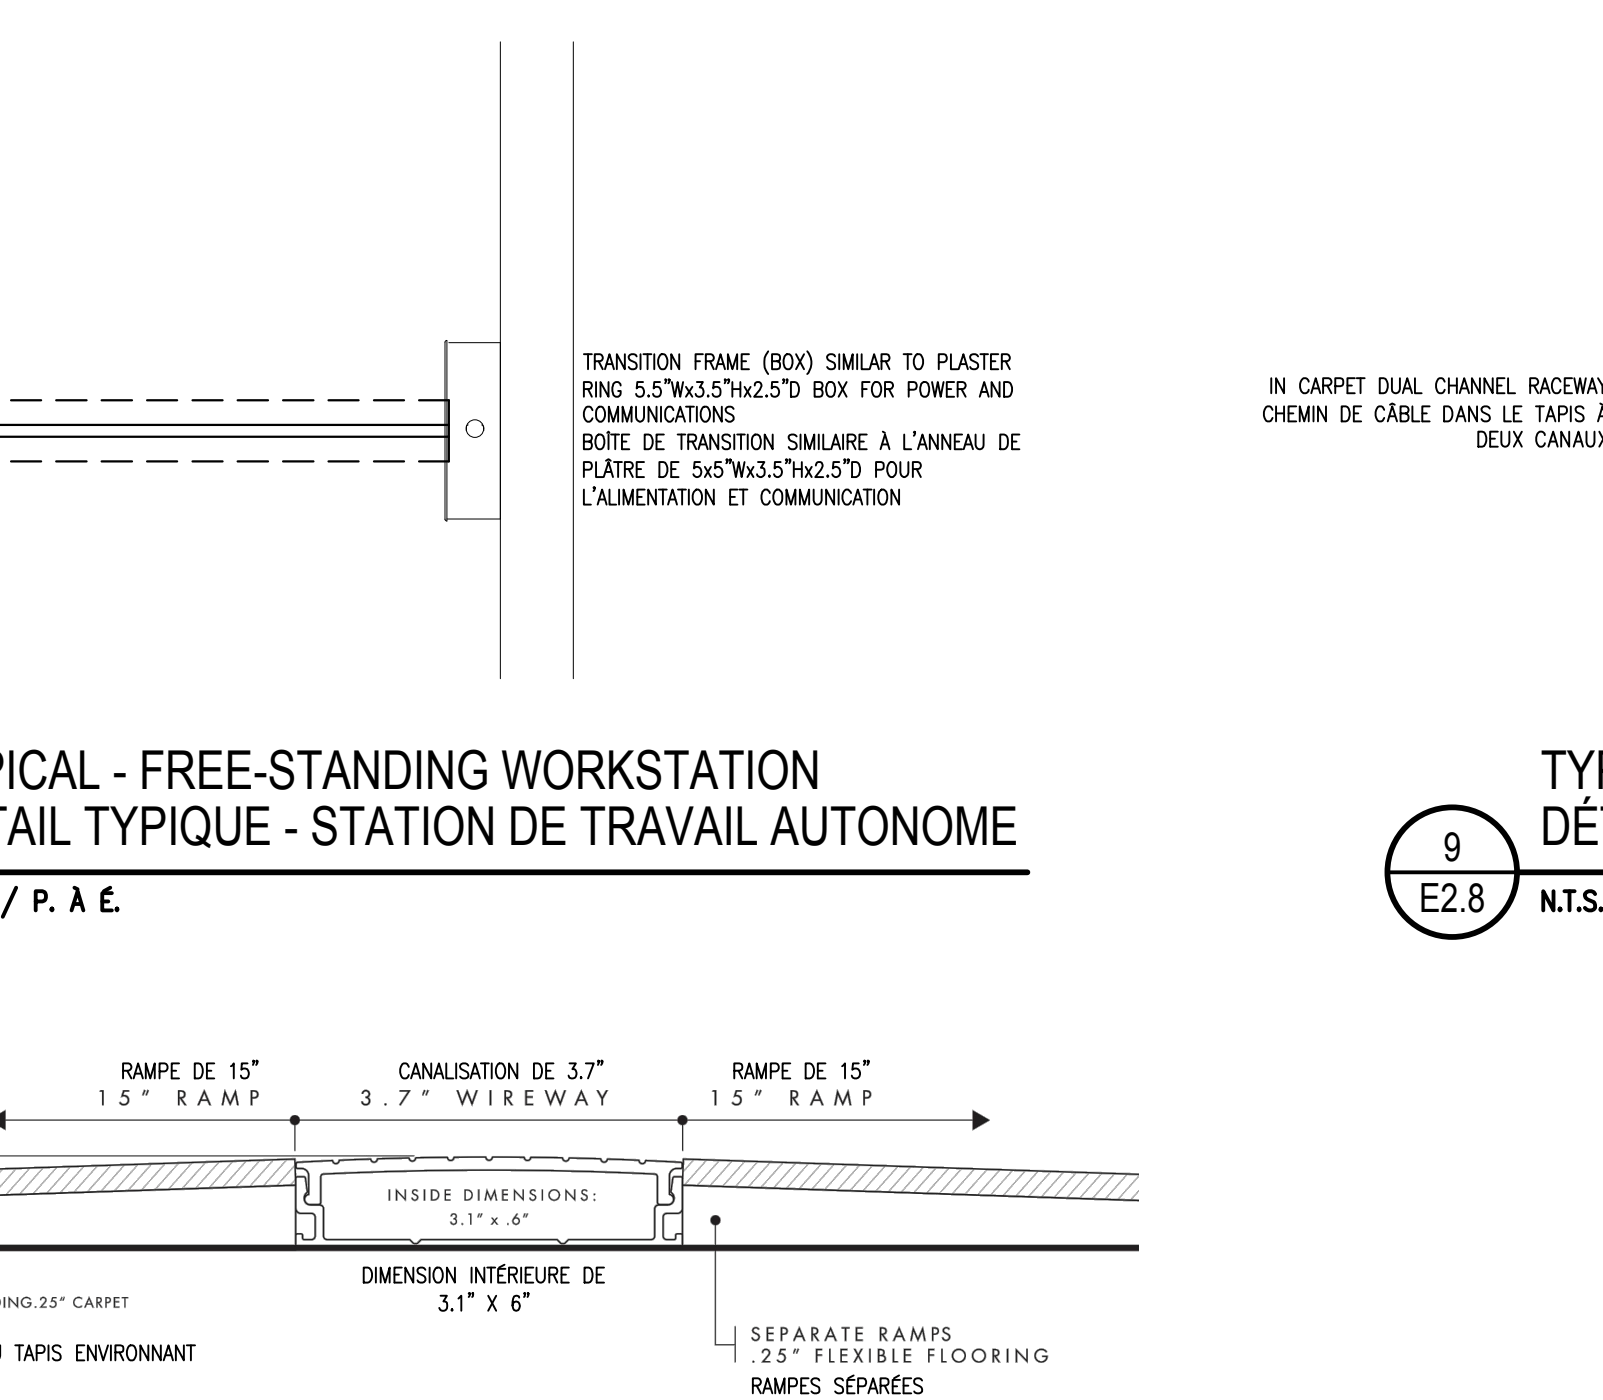 TRANSITION FRAME (BOX) SIMILAR TO PLASTER
RING 5.5"Wx3.5"Hx2.5"D BOX FOR POWER AND
COMMUNICATIONS
BOÎTE DE TRANSITION SIMILAIRE À L'ANNEAU DE
PLÂTRE DE 5x5"Wx3.5"Hx2.5"D POUR
L'ALIMENTATION ET COMMUNICATION
IN CARPET DUAL CHANNEL RACEWAY
CHEMIN DE CÂBLE DANS LE TAPIS À
DEUX CANAUX
PICAL - FREE-STANDING WORKSTATION
TAIL TYPIQUE - STATION DE TRAVAIL AUTONOME
/ P. À É.
TYP
DÉT
9
E2.8
N.T.S.
RAMPE DE 15"
15" RAMP
CANALISATION DE 3.7"
3.7" WIREWAY
RAMPE DE 15"
15" RAMP
INSIDE DIMENSIONS:
3.1" x .6"
DIMENSION INTÉRIEURE DE
3.1" X 6"
DING.25" CARPET
U TAPIS ENVIRONNANT
SEPARATE RAMPS
.25" FLEXIBLE FLOORING
RAMPES SÉPARÉES